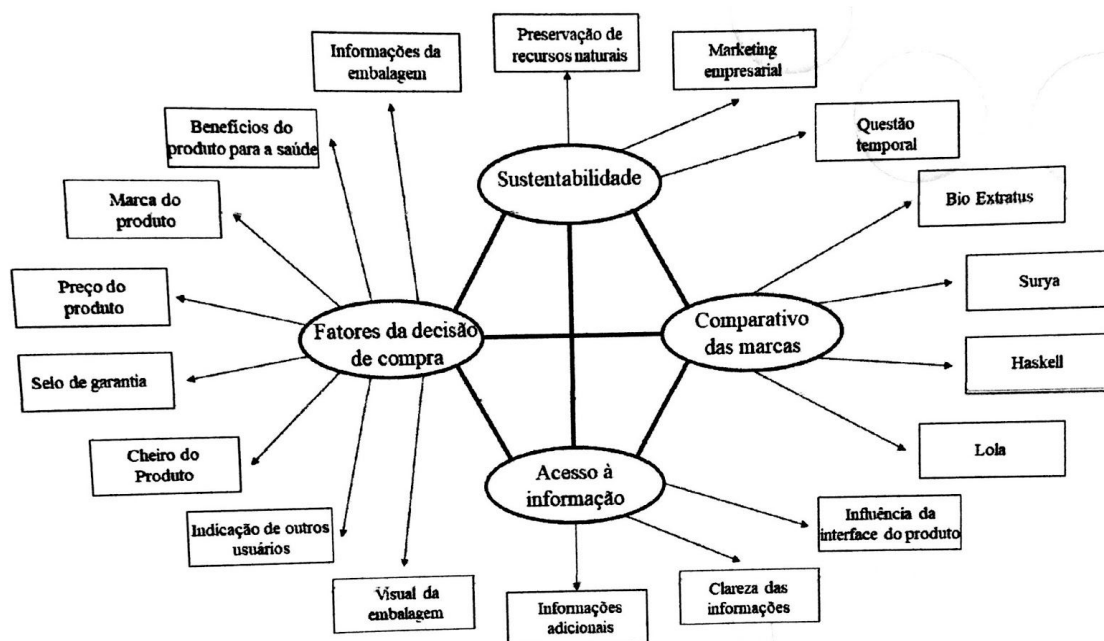 Preservação de
recursos naturais
Marketing
empresarial
Questão
temporal
Informações da
embalagem
Benefícios do
produto para a saúde
Marca do
produto
Preço do
produto
Selo de garantia
Cheiro do
Produto
Indicação de outros
usuários
Visual da
embalagem
Sustentabilidade
Fatores da decisão
de compra
Comparativo
das marcas
Acesso à
informação
Bio Extratus
Surya
Haskell
Lola
Influência da
interface do produto
Clareza das
informações
Informações
adicionais